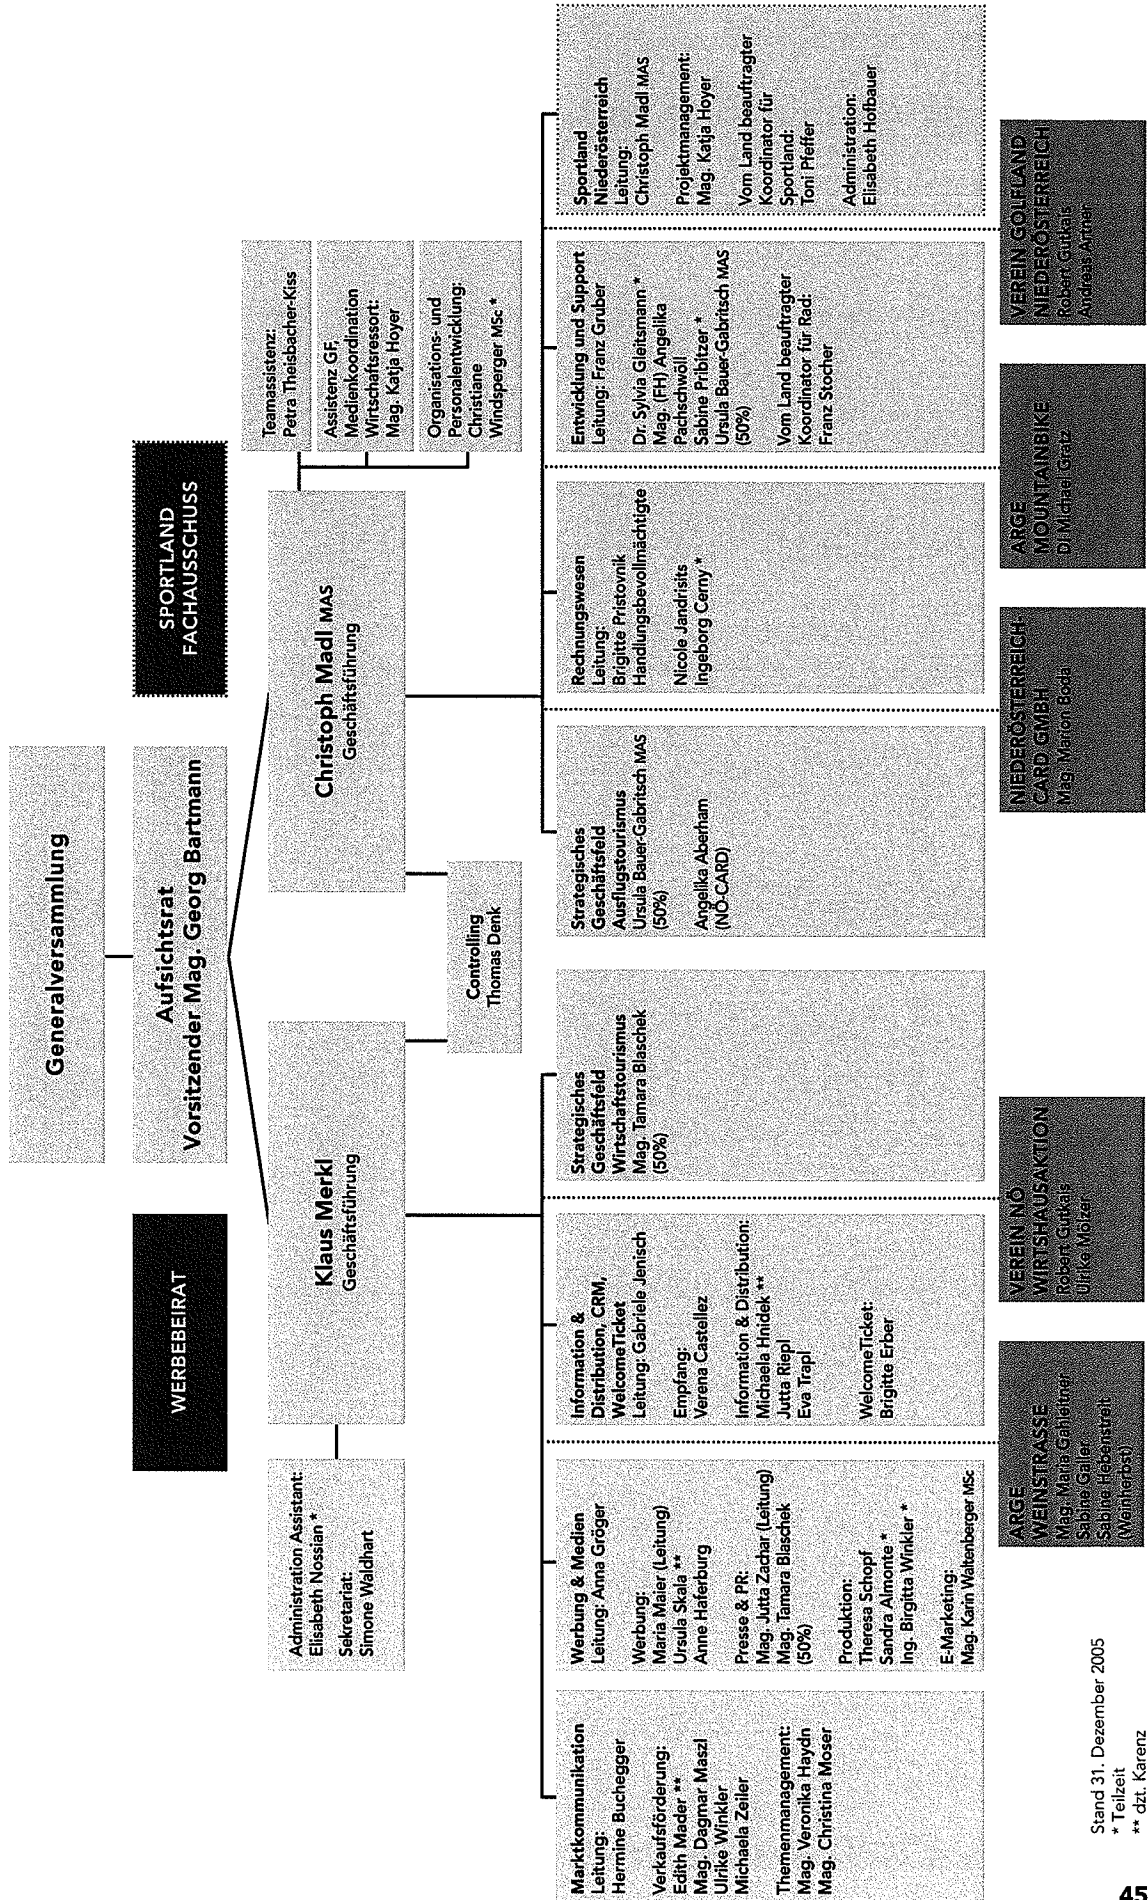 Generalversammlung
WERBEBEIRAT
Aufsichtsrat
Vorsitzender Mag. Georg Bartmann
SPORTLAND
FACHAUSSCHUSS
Administration Assistant:
Elisabeth Nossian *
Sekretariat:
Simone Waldhart
Klaus Merkl
Geschäftsführung
Christoph Madl MAS
Geschäftsführung
Teamassistenz:
Petra Theisbacher-Kiss
Assistenz GF,
Medienkoordination
Wirtschaftsressort:
Mag. Katja Hoyer
Organisations- und
Personalentwicklung:
Christiane
Windsperger MSc *
Controlling
Thomas Denk
Marktkommunikation
Leitung:
Hermine Buchegger
Verkaufsförderung:
Edith Mader **
Mag. Dagmar Maszl
Ulrike Winkler
Michaela Zeiler
Themenmanagement:
Mag. Veronika Haydn
Mag. Christina Moser
Werbung & Medien
Leitung: Anna Gröger
Werbung:
Maria Maier (Leitung)
Ursula Skala **
Anne Haferburg
Presse & PR:
Mag. Jutta Zachar (Leitung)
Mag. Tamara Blaschek
(50%)
Produktion:
Theresa Schopf
Sandra Almonte *
Ing. Birgitta Winkler *
E-Marketing:
Mag. Karin Waltenberger MSc
Information &
Distribution, CRM,
WelcomeTicket
Leitung: Gabriele Jenisch
Empfang:
Verena Castellez
Information & Distribution:
Michaela Hnidek **
Jutta Riepl
Eva Trapl
WelcomeTicket:
Brigitte Erber
Strategisches
Geschäftsfeld
Wirtschaftstourismus
Mag. Tamara Blaschek
(50%)
Strategisches
Geschäftsfeld
Ausflugstourismus
Ursula Bauer-Gabritsch MAS
(50%)
Angelika Aberham
(NÖ-CARD)
Rechnungswesen
Leitung:
Brigitte Pristovnik
Handlungsbevollmächtigte
Nicole Jandrisits
Ingeborg Cerny *
Entwicklung und Support
Leitung: Franz Gruber
Dr. Sylvia Gleitsmann *
Mag. (FH) Angelika
Pachschwöll
Sabine Pribitzer *
Ursula Bauer-Gabritsch MAS
(50%)
Vom Land beauftragter
Koordinator für Rad:
Franz Stocher
Sportland
Niederösterreich
Leitung:
Christoph Madl MAS
Projektmanagement:
Mag. Katja Hoyer
Vom Land beauftragter
Koordinator für
Sportland:
Toni Pfeffer
Administration:
Elisabeth Hofbauer
ARGE
WEINSTRASSE
Mag. Maria Gahleitner
Sabine Gailer
Sabine Hebenstreit
(Weinherbst)
VEREIN NÖ
WIRTSHAUSAKTION
Robert Gutkais
Ulrike Molzer
NIEDERÖSTERREICH-
CARD GMBH
Mag. Marion Boda
ARGE
MOUNTAINBIKE
DI Michael Gratz
VEREIN GOLFLAND
NIEDERÖSTERREICH
Robert Gutkais
Andreas Artner
Stand 31. Dezember 2005
* Teilzeit
** dzt. Karenz
45